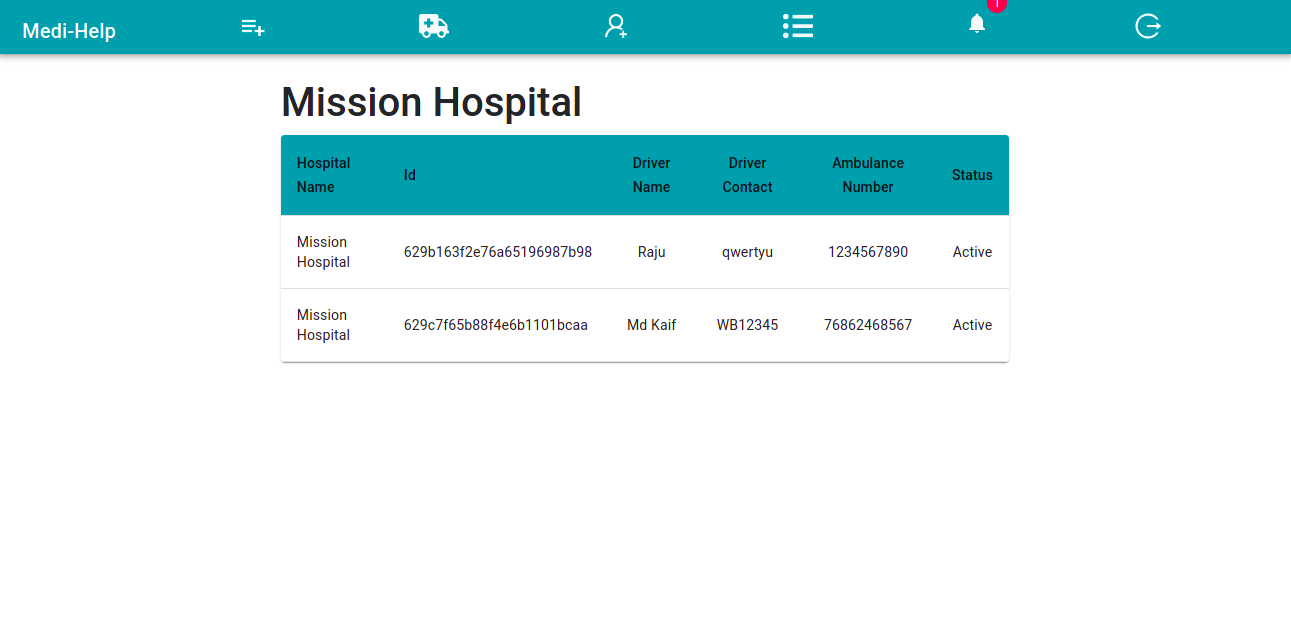 Medi-Help
1
Mission Hospital
Hospital Name Id Driver Name Driver Contact Ambulance Number Status
Mission Hospital 629b163f2e76a65196987b98 Raju qwertyu 1234567890 Active
Mission Hospital 629c7f65b88f4e6b1101bcaa Md Kaif WB12345 76862468567 Active